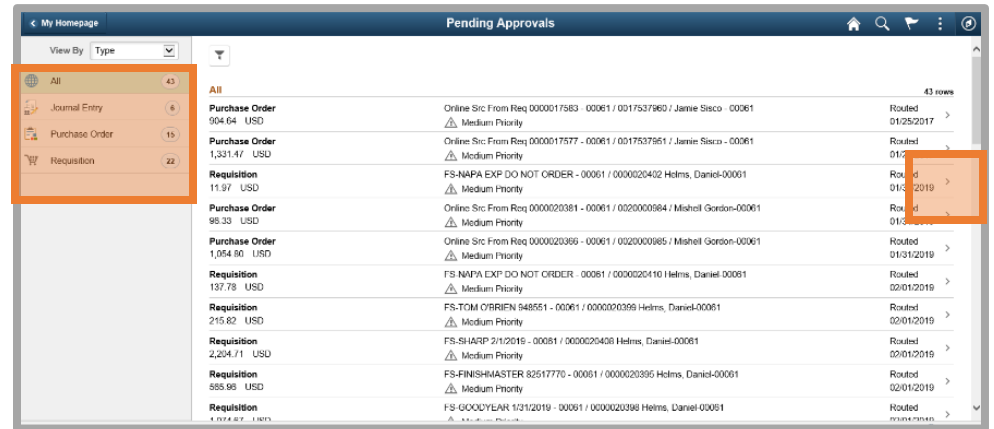 My Homepage
Pending Approvals
View By Type
All 43
Journal Entry 6
Purchase Order 15
Requisition 22
All
43 rows
Purchase Order Online Src From Req 0000017583 - 00061 / 0017537960 / Jamie Sisco - 00061 Routed
904.64 USD Medium Priority 01/25/2017
Purchase Order Online Src From Req 0000017577 - 00061 / 0017537951 / Jamie Sisco - 00061 Routed
1,331.47 USD Medium Priority
Requisition FS-NAPA EXP DO NOT ORDER - 00061 / 0000020402 Helms, Daniel-00061 Routed
11.97 USD Medium Priority
Purchase Order Online Src From Req 0000020381 - 00061 / 0020000984 / Mishell Gordon-00061 Routed
98.33 USD Medium Priority
Purchase Order Online Src From Req 0000020366 - 00061 / 0020000985 / Mishell Gordon-00061 Routed
1,054.80 USD Medium Priority 01/31/2019
Requisition FS-NAPA EXP DO NOT ORDER - 00061 / 0000020410 Helms, Daniel-00061 Routed
137.78 USD Medium Priority 02/01/2019
Requisition FS-TOM O'BRIEN 948551 - 00061 / 0000020399 Helms, Daniel-00061 Routed
215.82 USD Medium Priority 02/01/2019
Requisition FS-SHARP 2/1/2019 - 00061 / 0000020408 Helms, Daniel-00061 Routed
2,204.71 USD Medium Priority 02/01/2019
Requisition FS-FINISHMASTER 82517770 - 00061 / 0000020395 Helms, Daniel-00061 Routed
565.96 USD Medium Priority 02/01/2019
Requisition FS-GOODYEAR 1/31/2019 - 00061 / 0000020398 Helms, Daniel-00061 Routed